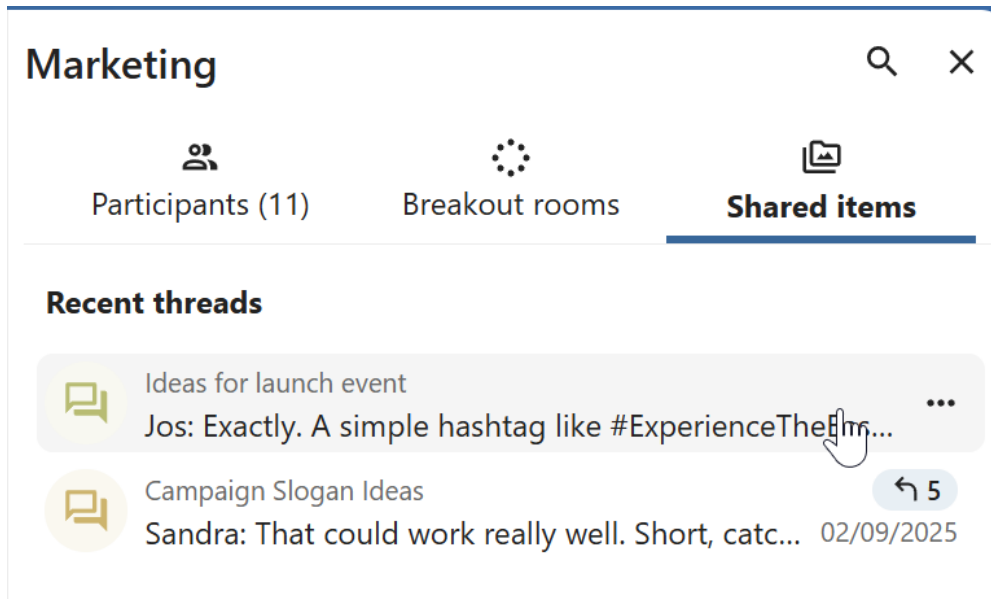 Marketing
Participants (11)
Breakout rooms
Shared items
Recent threads
Ideas for launch event
Jos: Exactly. A simple hashtag like
Campaign Slogan Ideas
5
Sandra: That could work really well. Short, catc...
02/09/2025